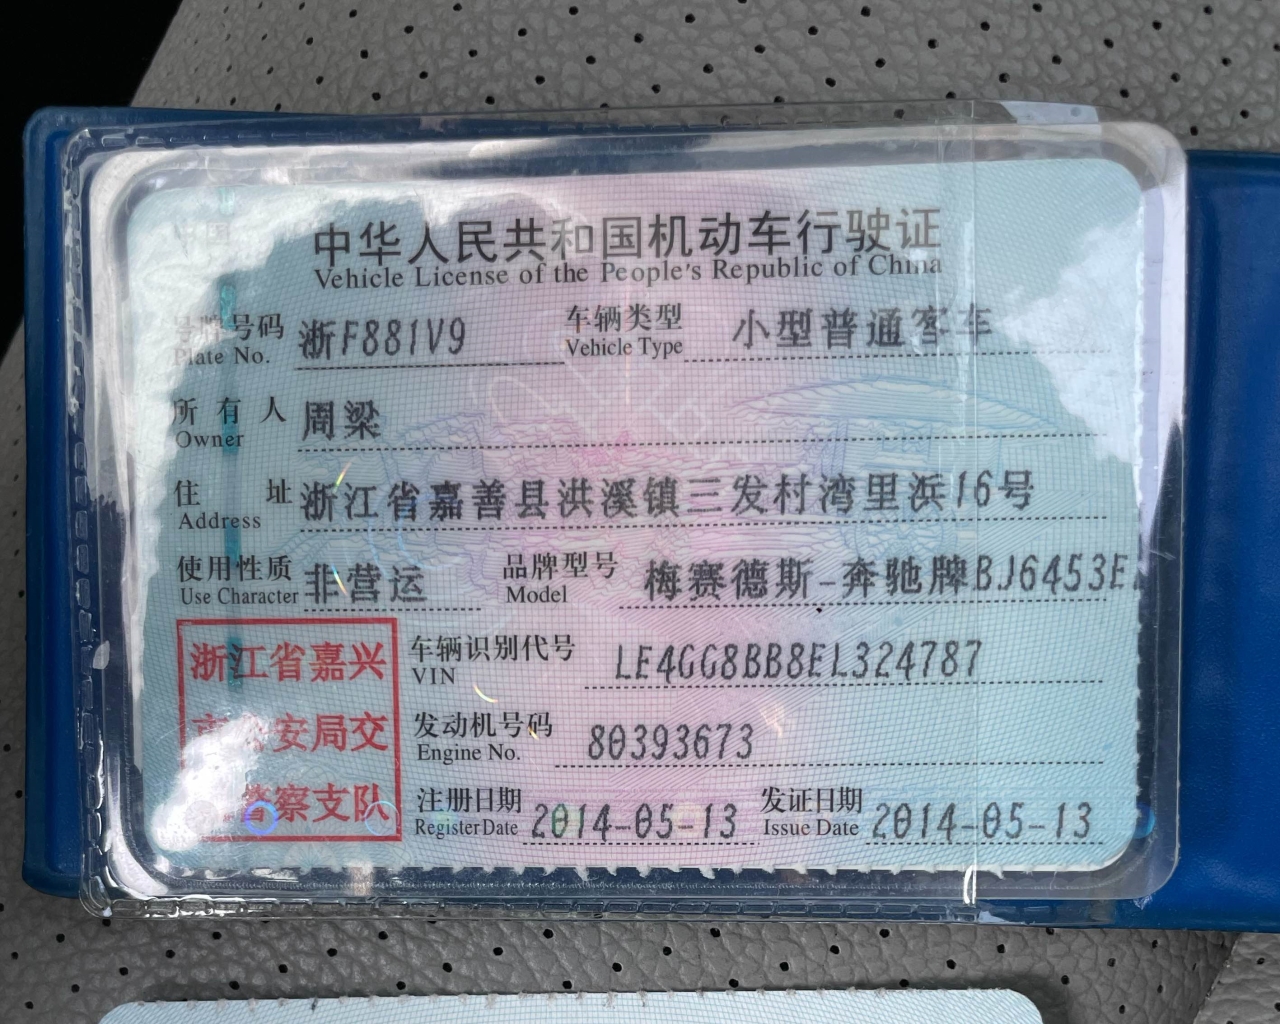 中华人民共和国机动车行驶证
Vehicle License of the People's Republic of China
号牌号码 浙F881V9 车辆类型 小型普通客车
Plate No. Vehicle Type
所有人 周梁
Owner
住址 浙江省嘉善县洪溪镇三发村湾里浜16号
Address
使用性质 非营运 品牌型号 梅赛德斯-奔驰牌BJ6453E
Use Character Model
浙江省嘉兴
安局交
警察支队
车辆识别代号 LE4GG8BB8EL324787
VIN
发动机号码 80393673
Engine No.
注册日期 2014-05-13 发证日期 2014-05-13
Register Date Issue Date